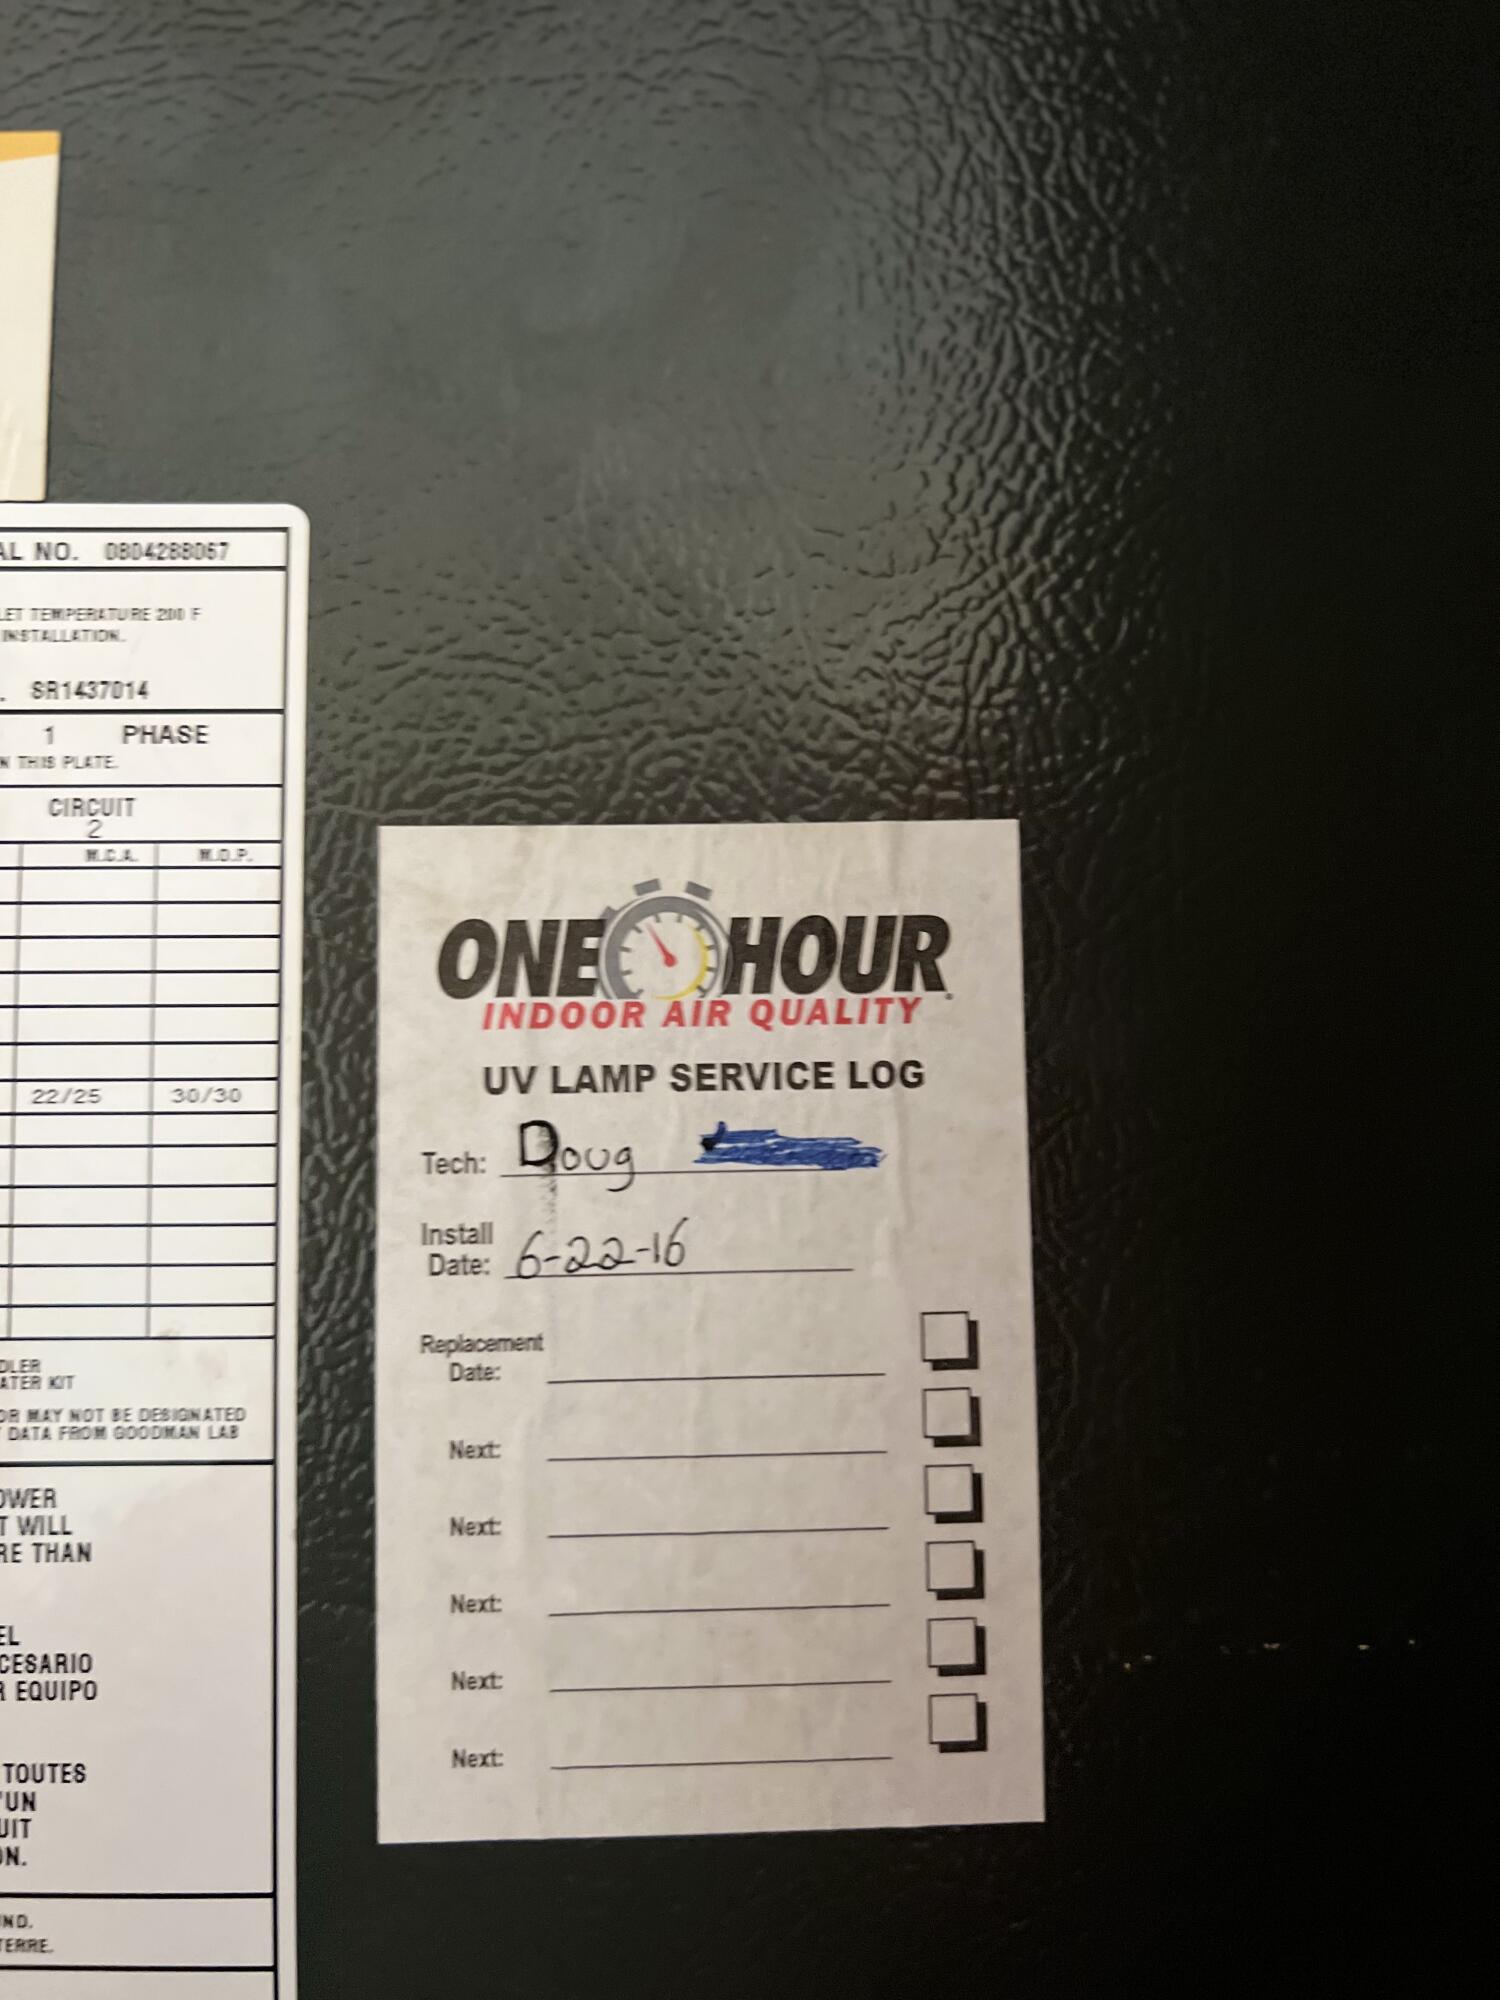 AL NO. 0804288067
LET TEMPERATURE 200 F
INSTALLATION.
. SR1437014
1 PHASE
N THIS PLATE.
CIRCUIT
2
M.C.A. M.O.P.
22/25 30/30
DLER
ATER KIT
OR MAY NOT BE DESIGNATED
DATA FROM GOODMAN LAB
OWER
T WILL
RE THAN
EL
CESARIO
R EQUIPO
TOUTES
'UN
UIT
ON.
UND.
TERRE.
ONE HOUR
INDOOR AIR QUALITY
UV LAMP SERVICE LOG
Tech: Doug
Install
Date: 6-22-16
Replacement
Date:
Next:
Next:
Next:
Next:
Next: